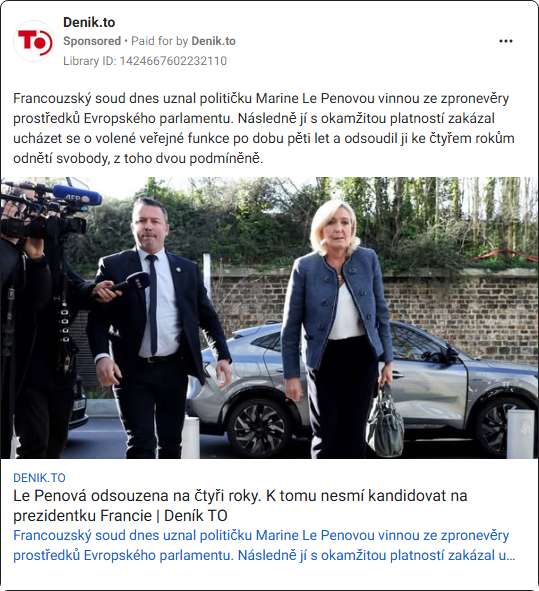 Denik.to
Sponsored • Paid for by Denik.to
Library ID: 1424667602232110
Francouzský soud dnes uznal političku Marine Le Penovou vinnou ze zpronevěry
prostředků Evropského parlamentu. Následně jí s okamžitou platností zakázal
ucházet se o volené veřejné funkce po dobu pěti let a odsoudil ji ke čtyřem rokům
odnětí svobody, z toho dvou podmíněně.
AFP
DENIK.TO
Le Penová odsouzena na čtyři roky. K tomu nesmí kandidovat na
prezidentku Francie | Deník TO
Francouzský soud dnes uznal političku Marine Le Penovou vinnou ze zpronevěry
prostředků Evropského parlamentu. Následně jí s okamžitou platností zakázal u...